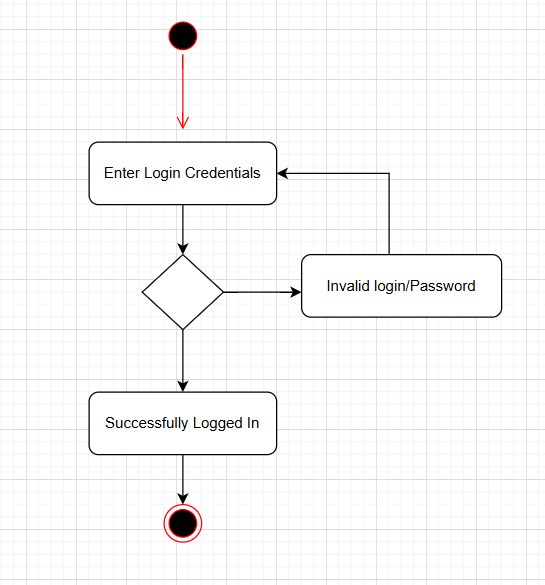 Enter Login Credentials
Invalid login/Password
Successfully Logged In